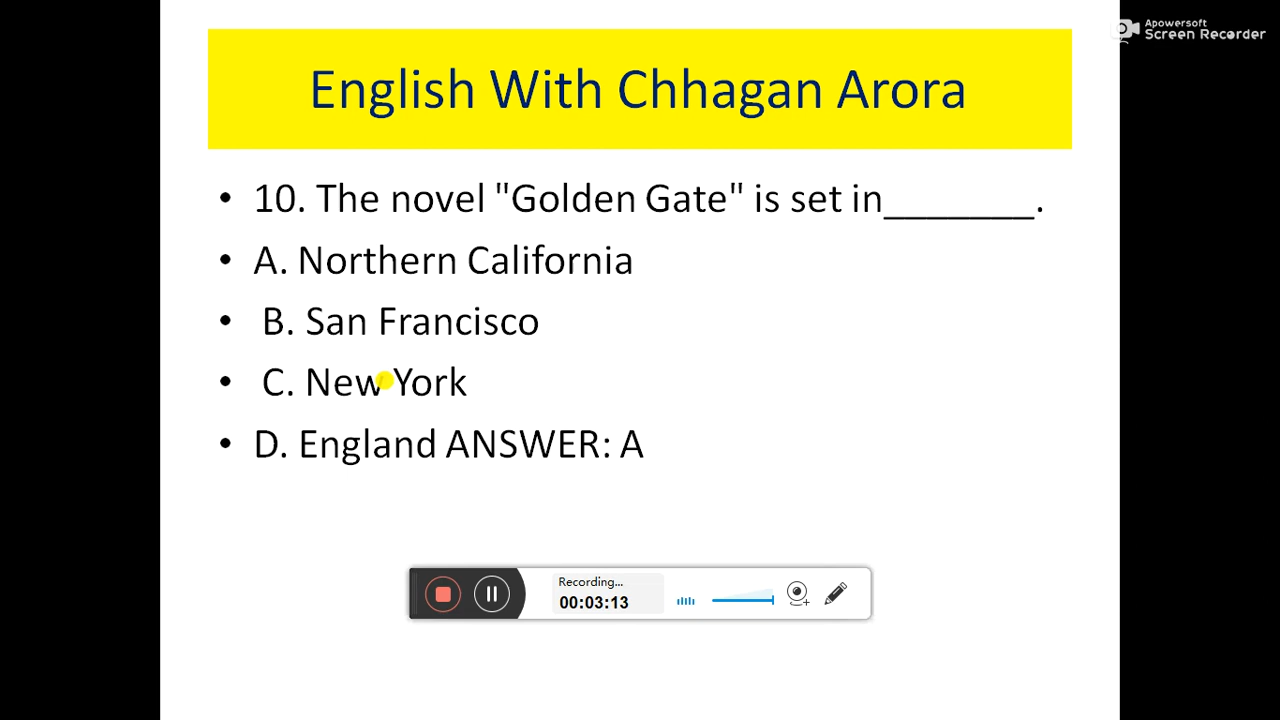 Apowersoft
Screen Recorder
English With Chhagan Arora
• 10. The novel "Golden Gate" is set in_______.
• A. Northern California
• B. San Francisco
• C. New York
• D. England ANSWER: A
Recording...
00:03:13